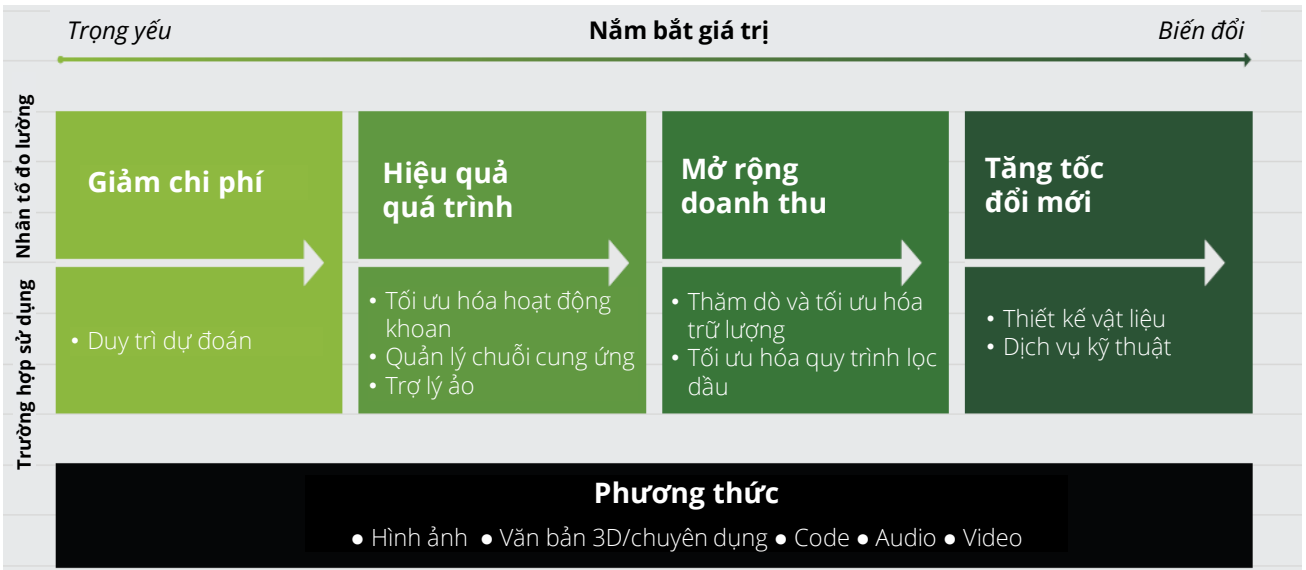 Trọng yếu
Nắm bắt giá trị
Biến đổi
Nhân tố đo lường
Giảm chi phí
Hiệu quả
quá trình
Mở rộng
doanh thu
Tăng tốc
đổi mới
Trường hợp sử dụng
• Duy trì dự đoán
• Tối ưu hóa hoạt động
khoan
• Quản lý chuỗi cung ứng
• Trợ lý ảo
• Thăm dò và tối ưu hóa
trữ lượng
• Tối ưu hóa quy trình lọc
dầu
• Thiết kế vật liệu
• Dịch vụ kỹ thuật
Phương thức
● Hình ảnh ● Văn bản 3D/chuyên dụng ● Code ● Audio ● Video